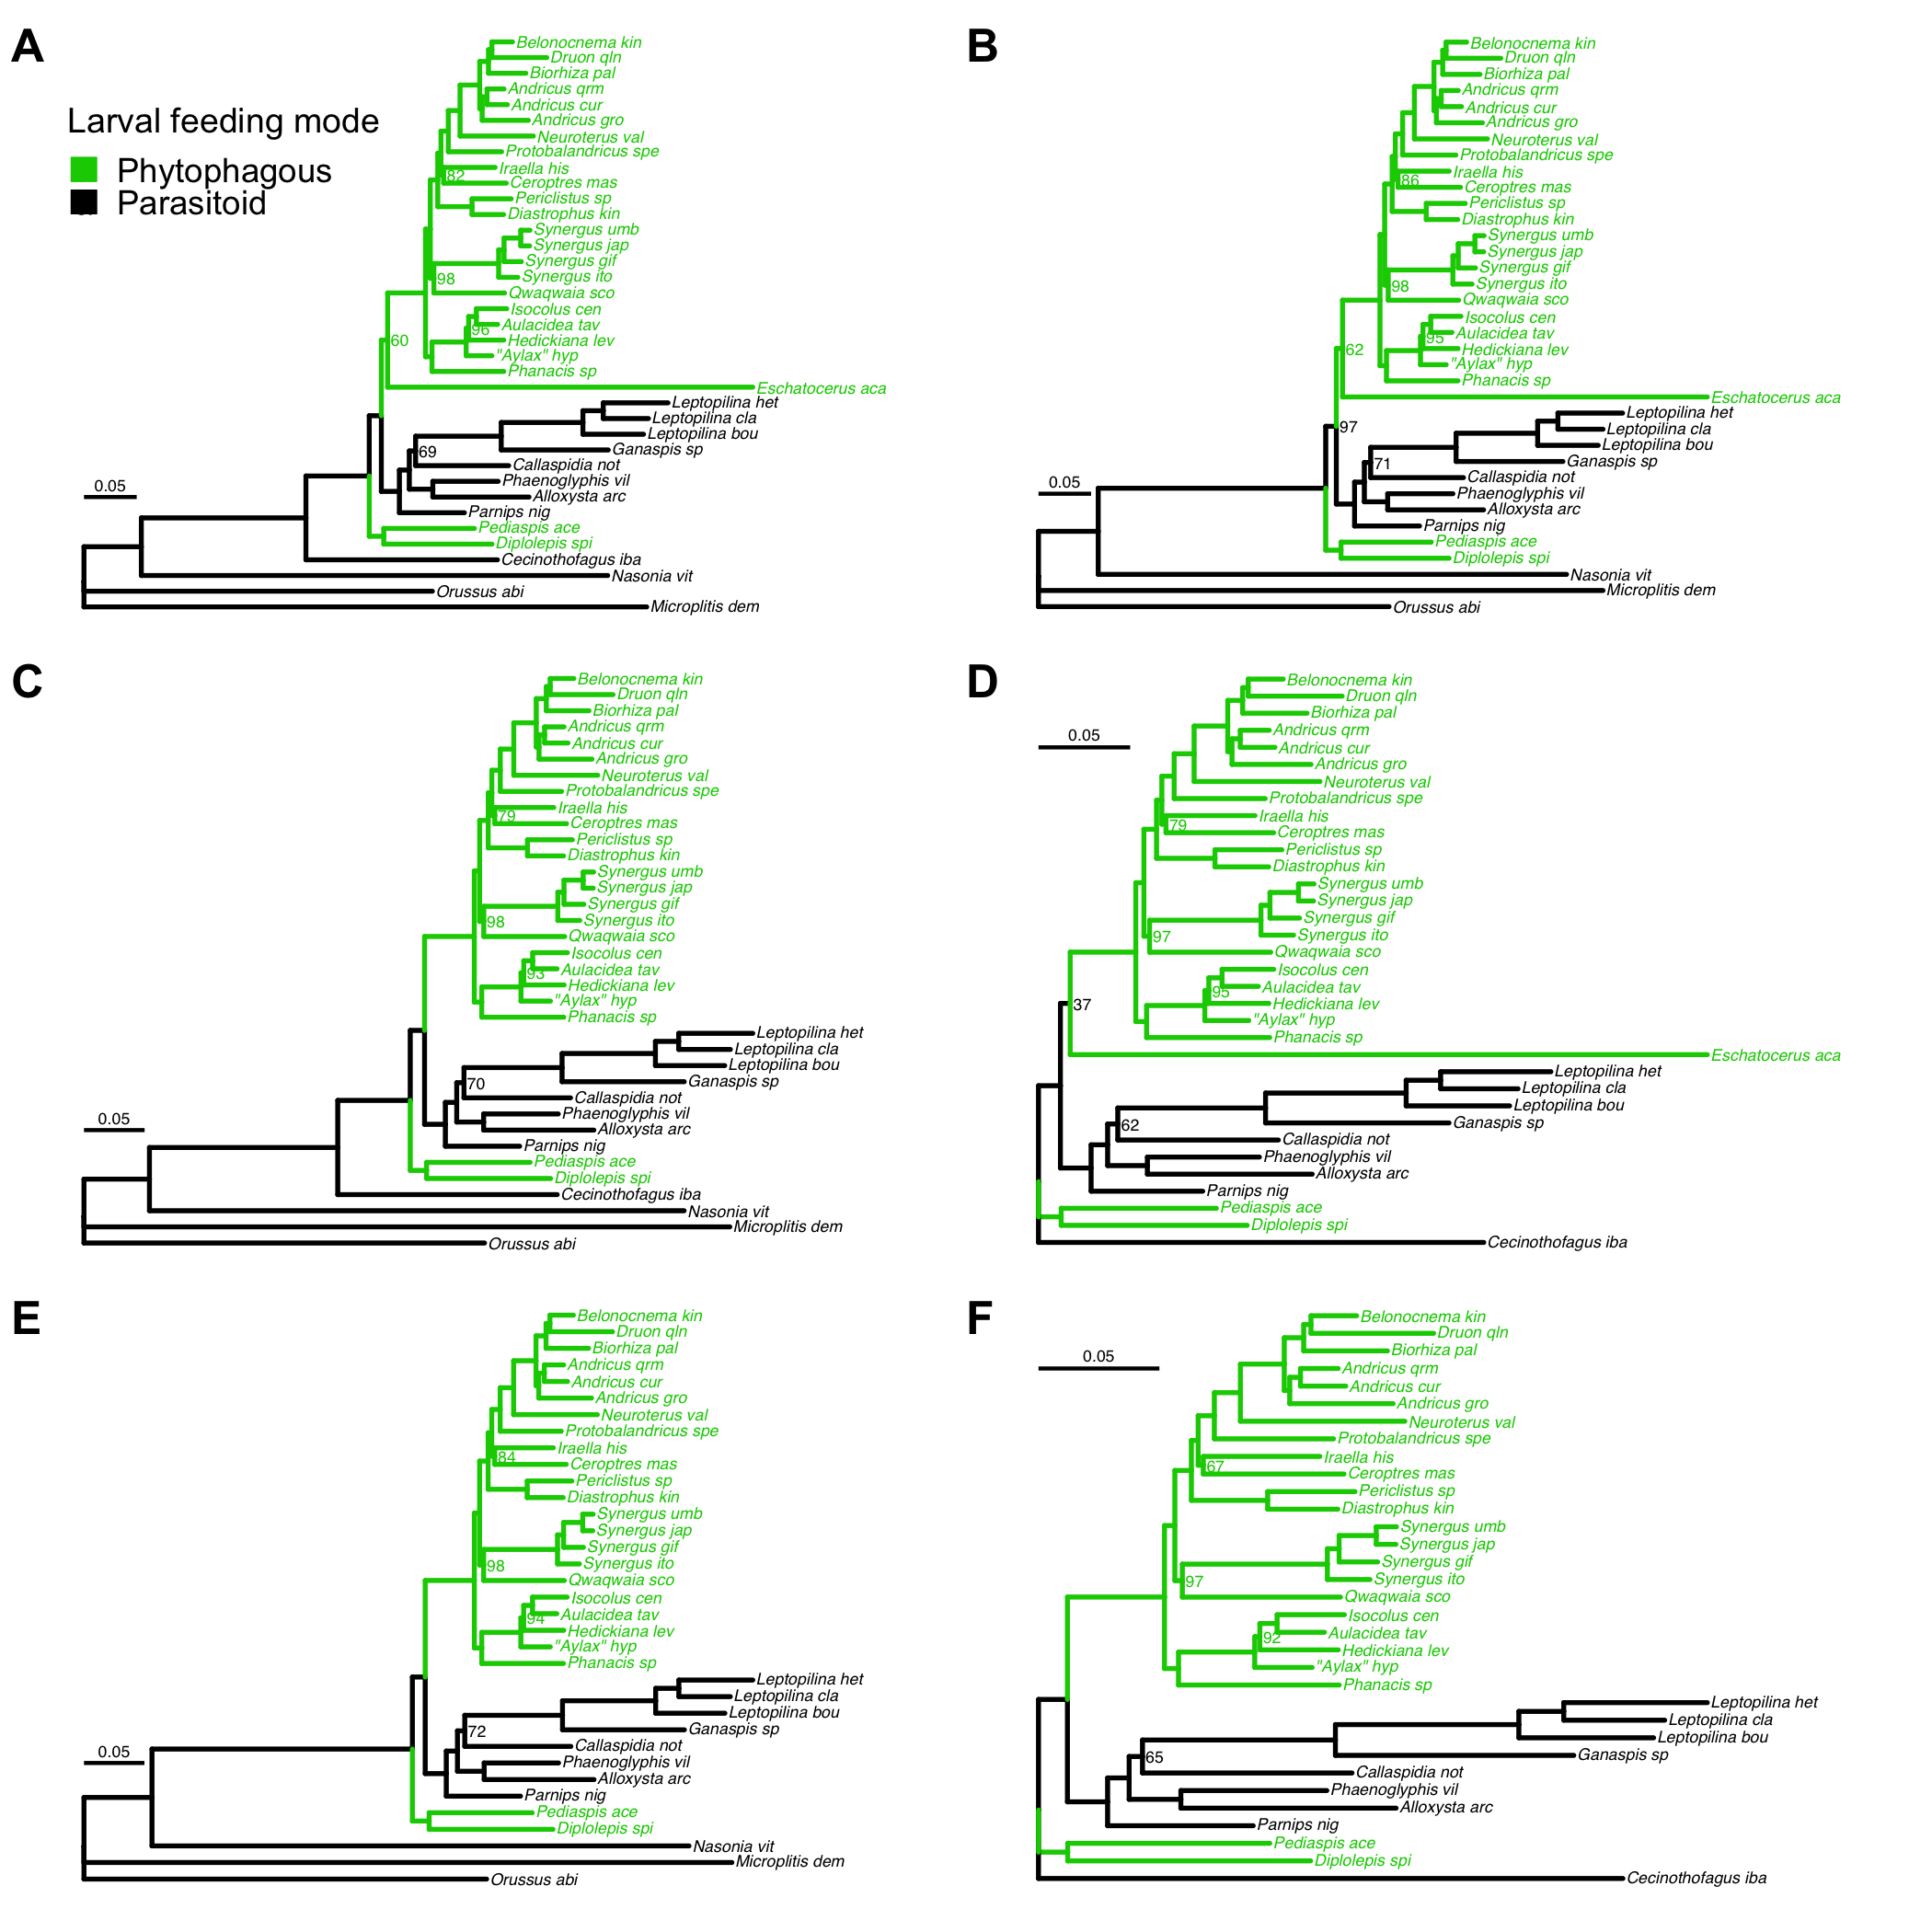 A
Larval feeding mode
Phytophagous
Parasitoid
Belonocnema kin
Druon qln
Biorhiza pal
Andricus qrm
Andricus cur
Andricus gro
Neuroterus val
Protobalandricus spe
Iraella his
82
Ceroptres mas
Periclistus sp
Diastrophus kin
Synergus umb
Synergus jap
Synergus gif
Synergus ito
98
Qwaqwaia sco
Isocolus cen
Aulacidea tav
96
Hedickiana lev
60
"Aylax" hyp
Phanacis sp
Eschatocerus aca
Leptopilina het
Leptopilina cla
Leptopilina bou
Ganaspis sp
69
Callaspidia not
Phaenoglyphis vil
0.05
Alloxysta arc
Parnips nig
Pediaspis ace
Diplolepis spi
Cecinothofagus iba
Nasonia vit
Orussus abi
Microplitis dem
B
Belonocnema kin
Druon qln
Biorhiza pal
Andricus qrm
Andricus cur
Andricus gro
Neuroterus val
Protobalandricus spe
Iraella his
86
Ceroptres mas
Periclistus sp
Diastrophus kin
Synergus umb
Synergus jap
Synergus gif
Synergus ito
98
Qwaqwaia sco
Isocolus cen
Aulacidea tav
95
Hedickiana lev
62
"Aylax" hyp
Phanacis sp
Eschatocerus aca
Leptopilina het
97
Leptopilina cla
Leptopilina bou
Ganaspis sp
71
Callaspidia not
0.05
Phaenoglyphis vil
Alloxysta arc
Parnips nig
Pediaspis ace
Diplolepis spi
Nasonia vit
Microplitis dem
Orussus abi
C
Belonocnema kin
Druon qln
Biorhiza pal
Andricus qrm
Andricus cur
Andricus gro
Neuroterus val
Protobalandricus spe
Iraella his
79
Ceroptres mas
Periclistus sp
Diastrophus kin
Synergus umb
Synergus jap
Synergus gif
Synergus ito
98
Qwaqwaia sco
Isocolus cen
Aulacidea tav
93
Hedickiana lev
"Aylax" hyp
Phanacis sp
Leptopilina het
Leptopilina cla
Leptopilina bou
Ganaspis sp
70
Callaspidia not
Phaenoglyphis vil
0.05
Alloxysta arc
Parnips nig
Pediaspis ace
Diplolepis spi
Cecinothofagus iba
Nasonia vit
Microplitis dem
Orussus abi
D
Belonocnema kin
Druon qln
Biorhiza pal
Andricus qrm
0.05
Andricus cur
Andricus gro
Neuroterus val
Protobalandricus spe
Iraella his
79
Ceroptres mas
Periclistus sp
Diastrophus kin
Synergus umb
Synergus jap
Synergus gif
Synergus ito
97
Qwaqwaia sco
Isocolus cen
Aulacidea tav
95
Hedickiana lev
37
"Aylax" hyp
Phanacis sp
Eschatocerus aca
Leptopilina het
Leptopilina cla
Leptopilina bou
Ganaspis sp
62
Callaspidia not
Phaenoglyphis vil
Alloxysta arc
Parnips nig
Pediaspis ace
Diplolepis spi
Cecinothofagus iba
E
Belonocnema kin
Druon qln
Biorhiza pal
Andricus qrm
Andricus cur
Andricus gro
Neuroterus val
Protobalandricus spe
Iraella his
84
Ceroptres mas
Periclistus sp
Diastrophus kin
Synergus umb
Synergus jap
Synergus gif
Synergus ito
98
Qwaqwaia sco
Isocolus cen
Aulacidea tav
94
Hedickiana lev
"Aylax" hyp
Phanacis sp
Leptopilina het
Leptopilina cla
Leptopilina bou
Ganaspis sp
72
Callaspidia not
0.05
Phaenoglyphis vil
Alloxysta arc
Parnips nig
Pediaspis ace
Diplolepis spi
Nasonia vit
Microplitis dem
Orussus abi
F
Belonocnema kin
Druon qln
Biorhiza pal
0.05
Andricus qrm
Andricus cur
Andricus gro
Neuroterus val
Protobalandricus spe
Iraella his
67
Ceroptres mas
Periclistus sp
Diastrophus kin
Synergus umb
Synergus jap
Synergus gif
Synergus ito
97
Qwaqwaia sco
Isocolus cen
Aulacidea tav
92
Hedickiana lev
"Aylax" hyp
Phanacis sp
Leptopilina het
Leptopilina cla
Leptopilina bou
Ganaspis sp
65
Callaspidia not
Phaenoglyphis vil
Alloxysta arc
Parnips nig
Pediaspis ace
Diplolepis spi
Cecinothofagus iba